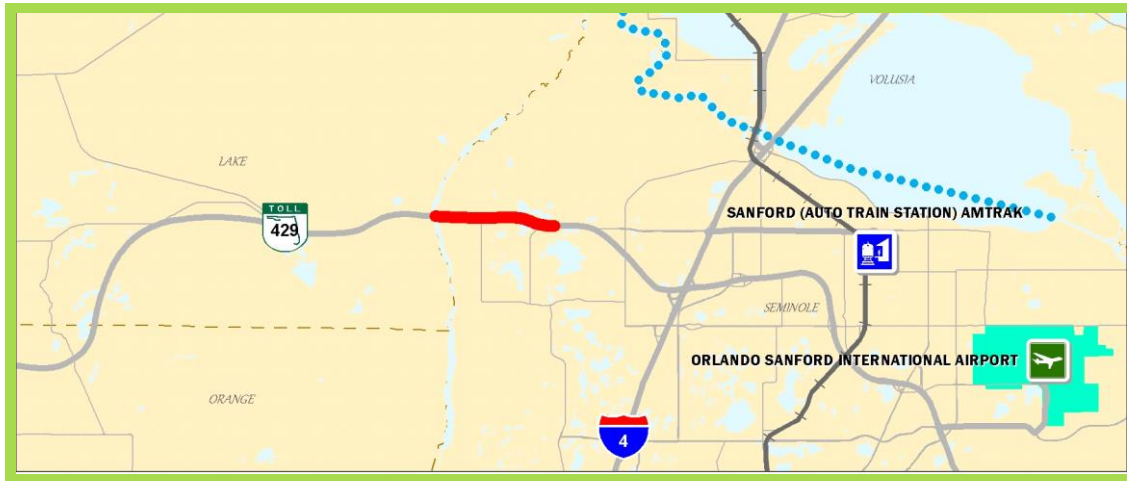 VOLUSIA
LAKE
TOLL
429
SANFORD (AUTO TRAIN STATION) AMTRAK
SEMINOLE
ORLANDO SANFORD INTERNATIONAL AIRPORT
ORANGE
4